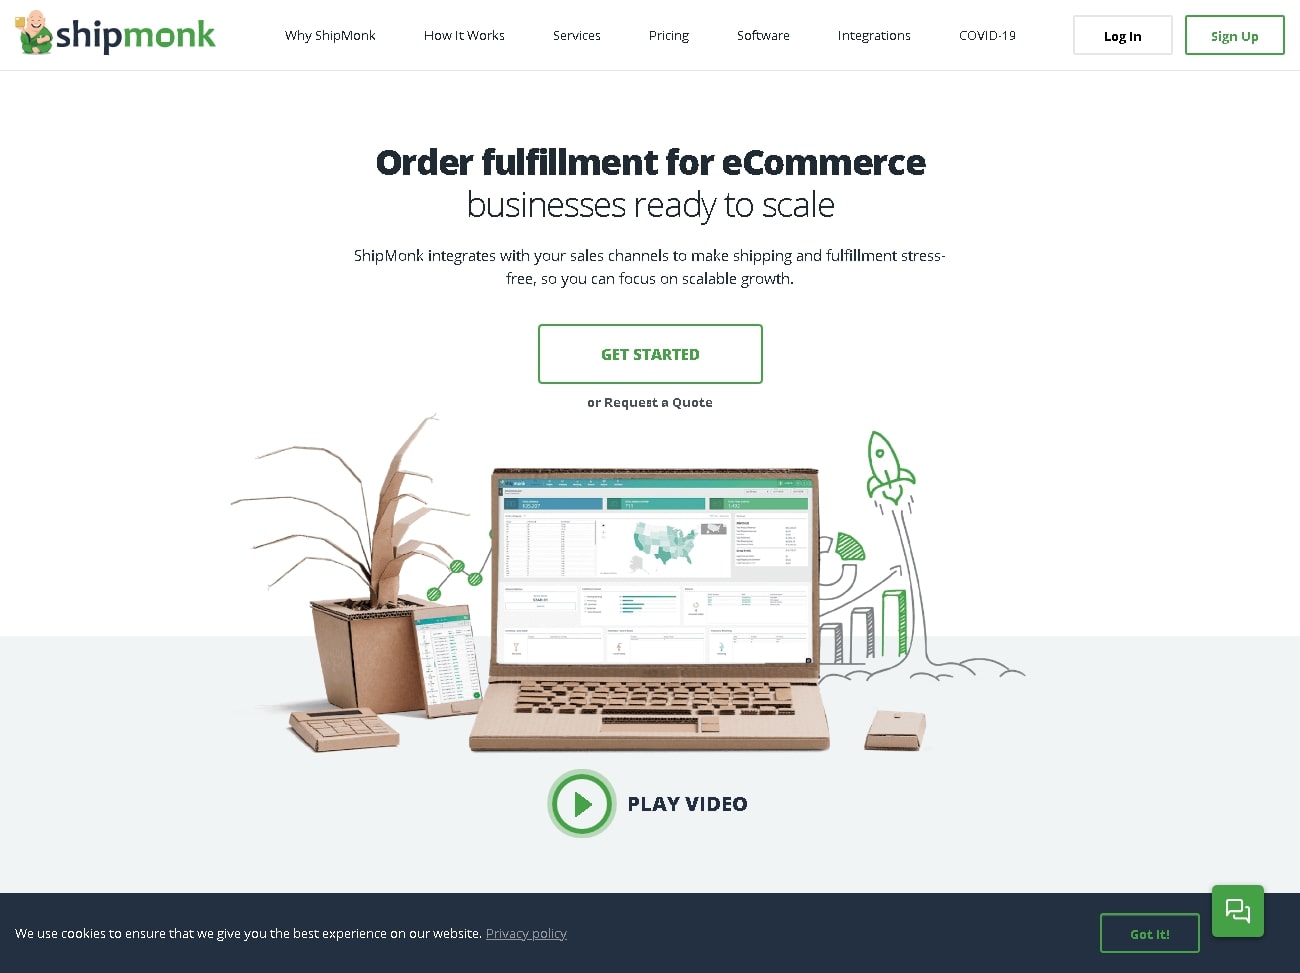 shipmonk
Why ShipMonk
How It Works
Services
Pricing
Software
Integrations
COVID-19
Log In
Sign Up
Order fulfillment for eCommerce
businesses ready to scale
ShipMonk integrates with your sales channels to make shipping and fulfillment stress-
free, so you can focus on scalable growth.
GET STARTED
or Request a Quote
PLAY VIDEO
We use cookies to ensure that we give you the best experience on our website. Privacy policy
Got It!